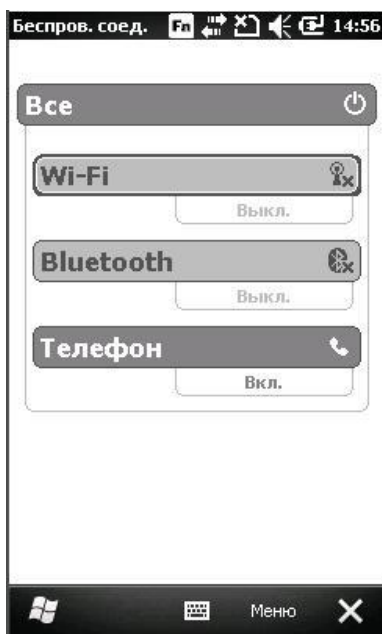 Беспров. соед. Fn 14:56
Все
Wi-Fi
Выкл.
Bluetooth
Выкл.
Телефон
Вкл.
Меню